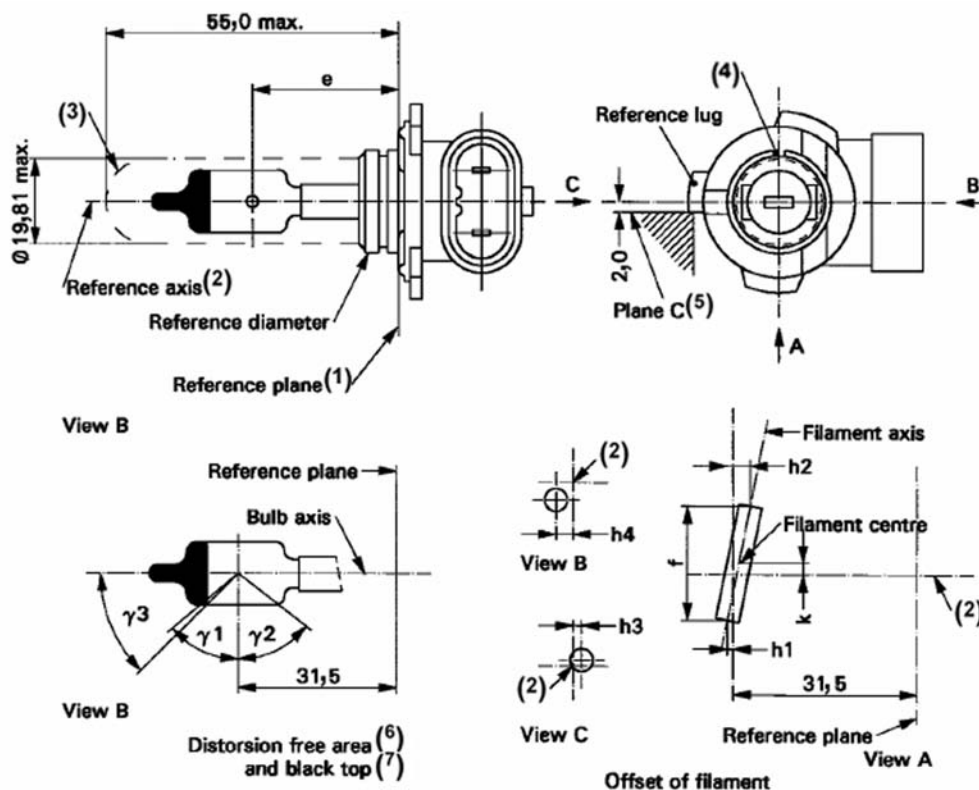 55,0 max.
e
(3)
Ø 19,81 max.
C
Reference axis(2)
Reference diameter
Reference plane(1)
View B
(4)
Reference lug
B
2,0
Plane C(5)
A
Reference plane
Bulb axis
γ3
γ1
γ2
31,5
View B
Distorsion free area (6)
and black top (7)
(2)
h4
View B
h3
(2)
View C
Filament axis
h2
Filament centre
f
k
(2)
h1
31,5
Reference plane
View A
Offset of filament